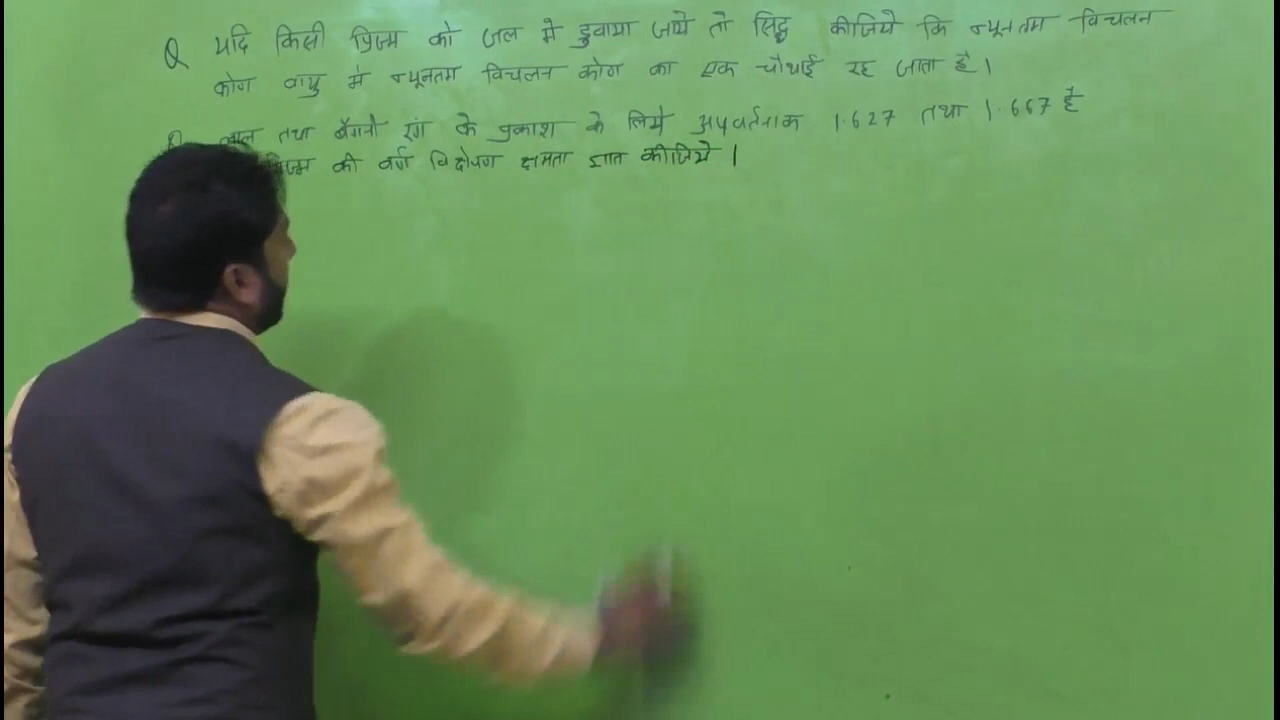 Q यदि किसी प्रिज्म को जल मे डुवाया जाये तो सिद्ध कीजिये कि न्यूनतम विचलन
कोण वायु मे न्यूनतम विचलन कोण का एक चौथाई रह जाता है।
तथा बैगनी रंग के प्रकाश के लिये अपवर्तनाक 1.627 तथा 1.667 है
की वर्ण विक्षेपण क्षमता ज्ञात कीजिये।